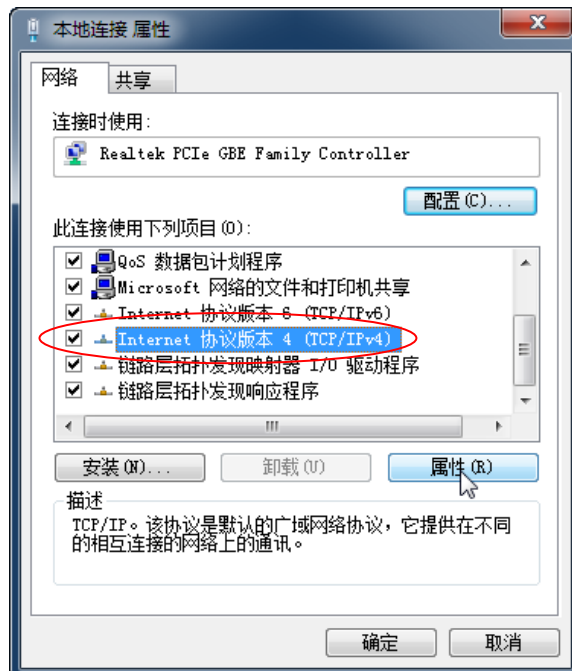 本地连接 属性
网络
共享
连接时使用:
Realtek PCIe GBE Family Controller
配置(C)...
此连接使用下列项目(O):
QoS 数据包计划程序
Microsoft 网络的文件和打印机共享
Internet 协议版本 6 (TCP/IPv6)
Internet 协议版本 4 (TCP/IPv4)
链路层拓扑发现映射器 I/O 驱动程序
链路层拓扑发现响应程序
安装(N)...
卸载(U)
属性(R)
描述
TCP/IP。该协议是默认的广域网络协议，它提供在不同
的相互连接的网络上的通讯。
确定
取消